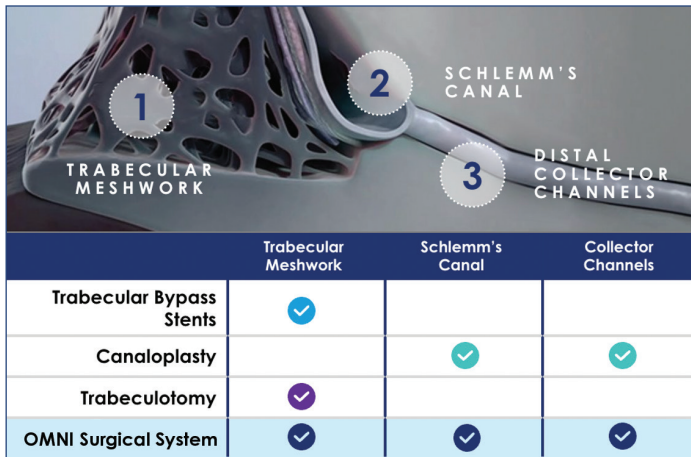 1
TRABECULAR
MESHWORK
2
SCHLEMM'S
CANAL
3
DISTAL
COLLECTOR
CHANNELS
Trabecular
Meshwork
Schlemm's
Canal
Collector
Channels
Trabecular Bypass
Stents
Canaloplasty
Trabeculotomy
OMNI Surgical System